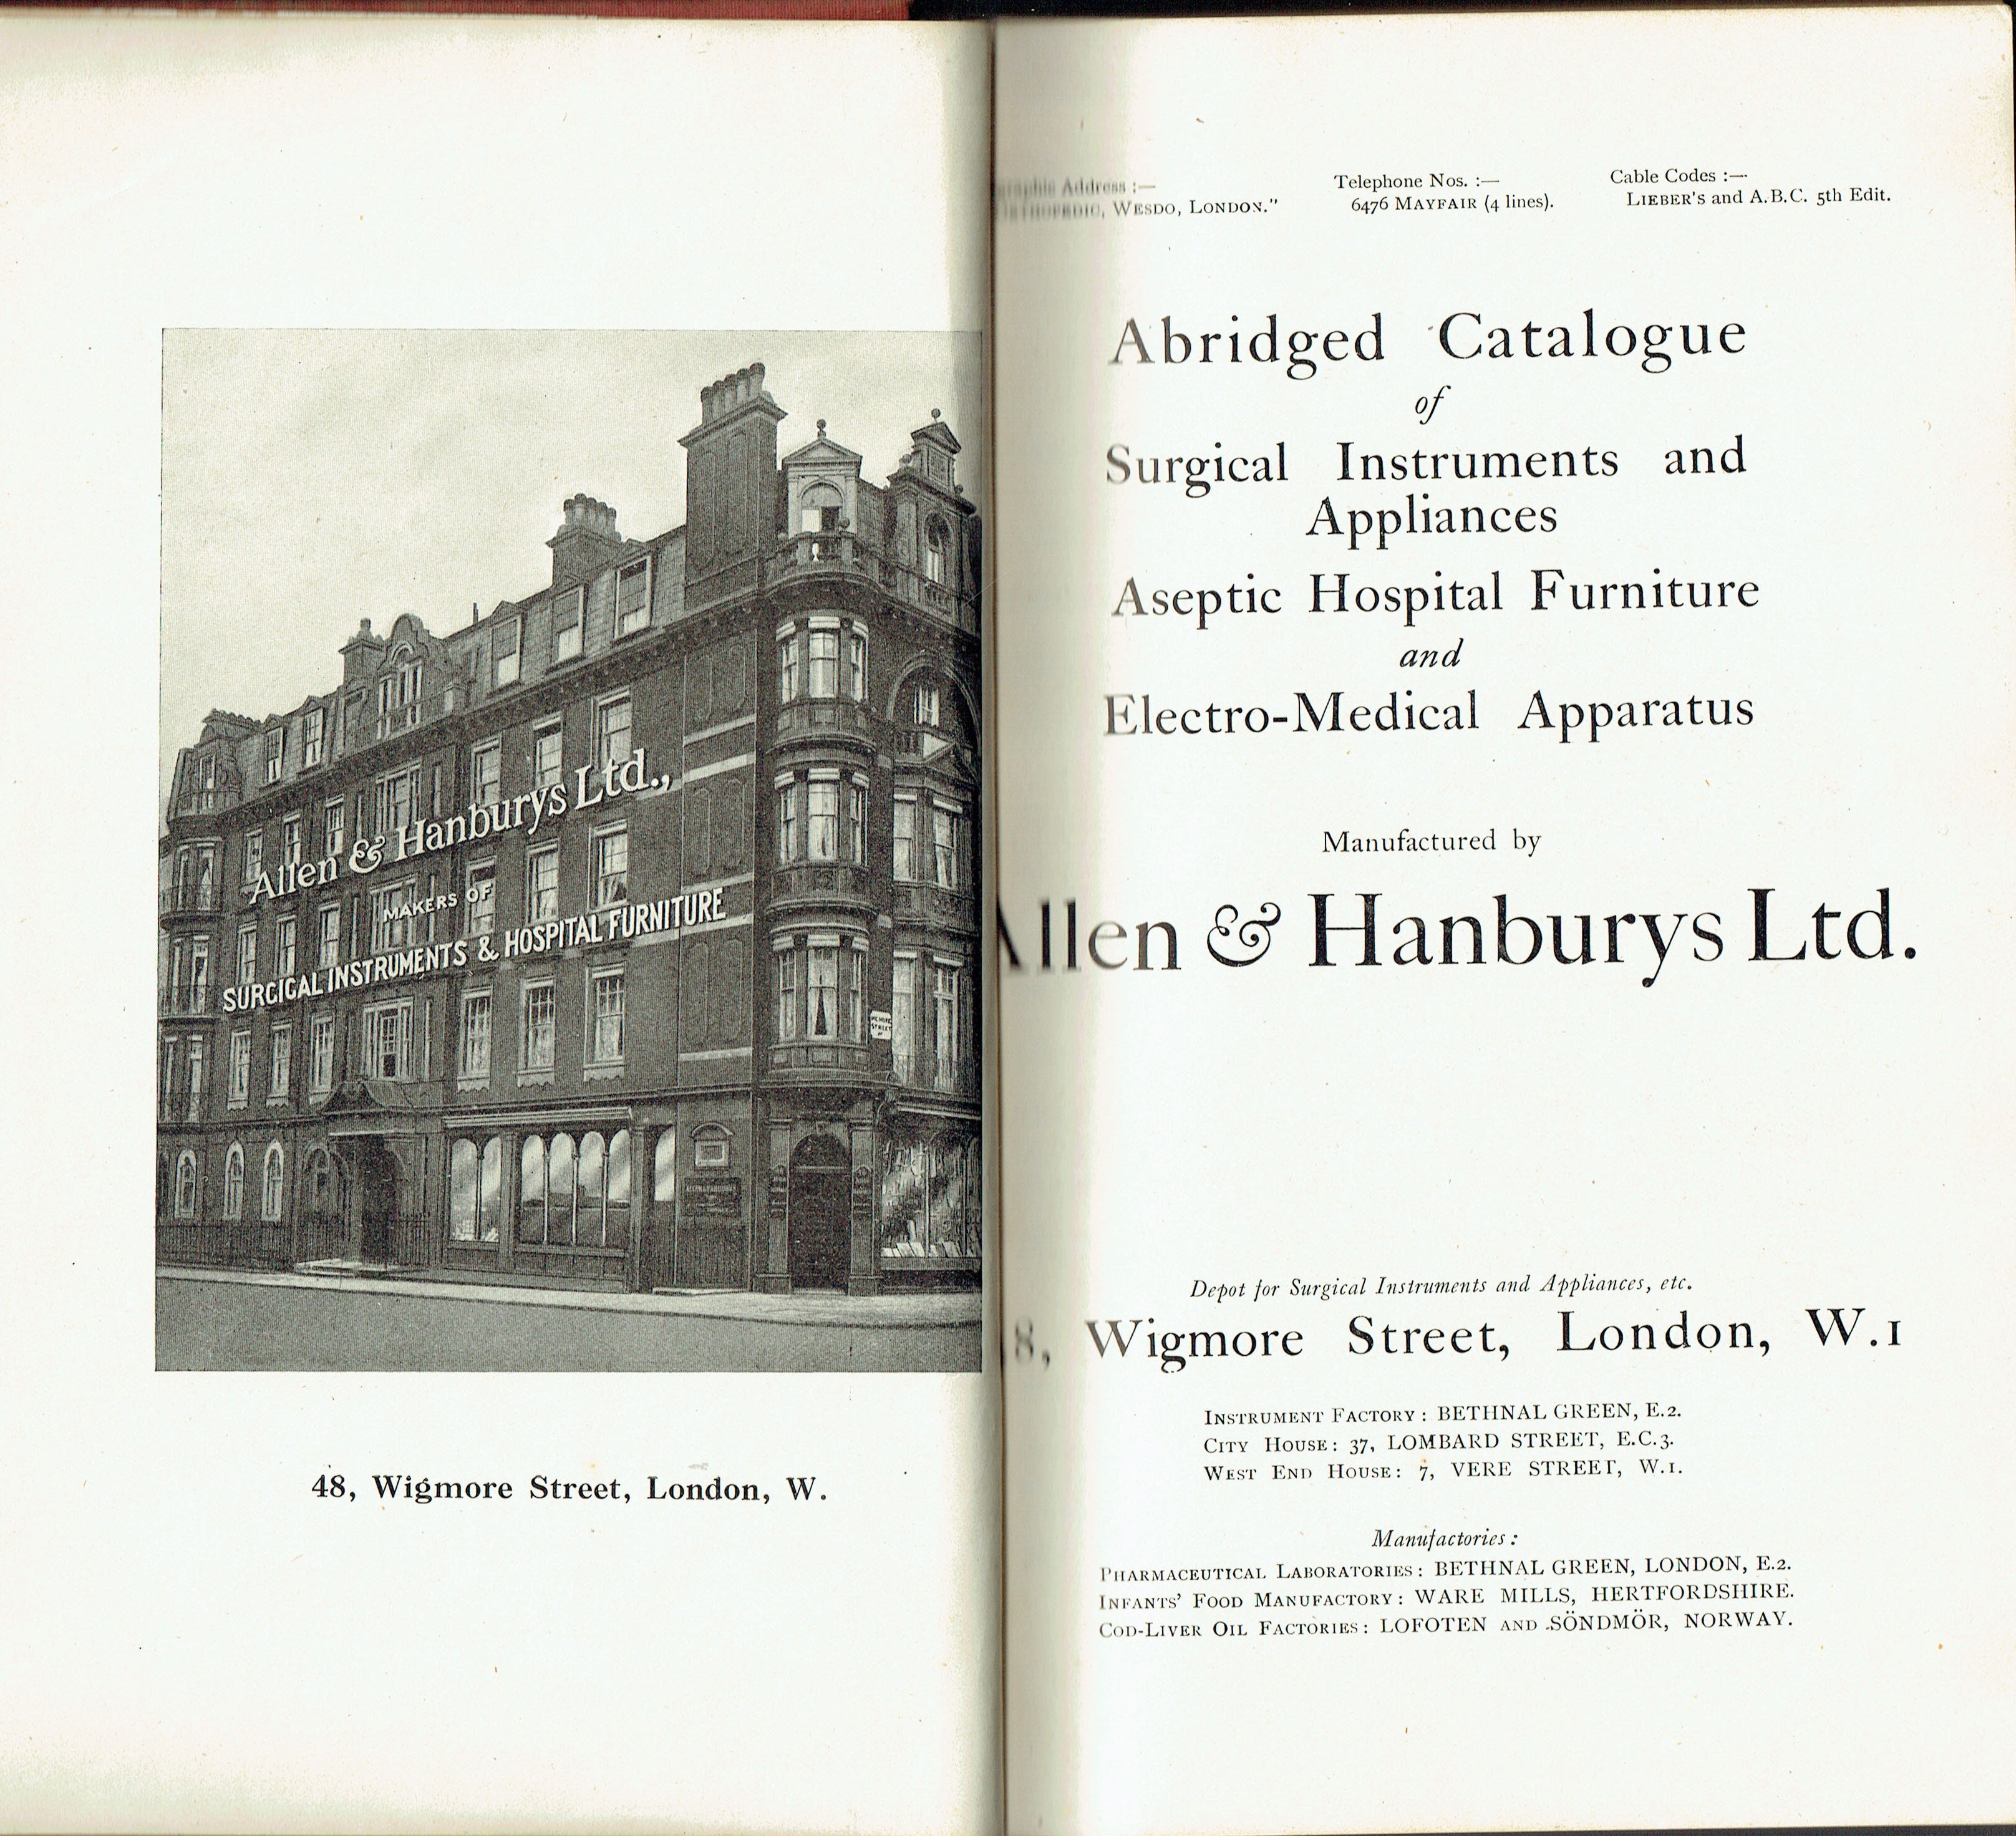 Allen & Hanburys Ltd.,
MAKERS OF
SURGICAL INSTRUMENTS & HOSPITAL FURNITURE
48, Wigmore Street, London, W.
Address :—
WESDO, LONDON."
Telephone Nos. :—
6476 MAYFAIR (4 lines).
Cable Codes :—
LIEBER'S and A.B.C. 5th Edit.
Abridged Catalogue
of
Surgical Instruments and
Appliances
Aseptic Hospital Furniture
and
Electro-Medical Apparatus
Manufactured by
Allen & Hanburys Ltd.
Depot for Surgical Instruments and Appliances, etc.
8, Wigmore Street, London, W.1
INSTRUMENT FACTORY : BETHNAL GREEN, E.2.
CITY HOUSE : 37, LOMBARD STREET, E.C.3.
WEST END HOUSE : 7, VERE STREET, W.1.
Manufactories :
PHARMACEUTICAL LABORATORIES : BETHNAL GREEN, LONDON, E.2.
INFANTS' FOOD MANUFACTORY : WARE MILLS, HERTFORDSHIRE.
COD-LIVER OIL FACTORIES : LOFOTEN AND SÖNDMÖR, NORWAY.